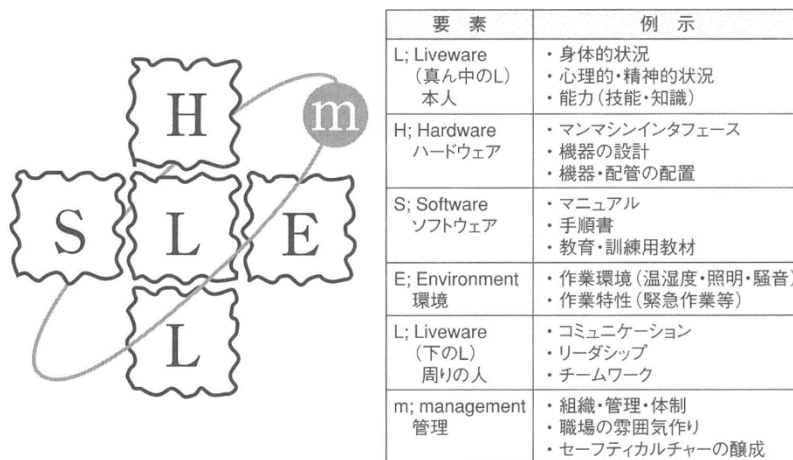 H
m
S
L
E
L
要 素
例 示
L; Liveware
(真ん中のL)
本人
・身体的状況
・心理的・精神的状況
・能力(技能・知識)
H; Hardware
ハードウェア
・マンマシンインタフェース
・機器の設計
・機器・配管の配置
S; Software
ソフトウェア
・マニュアル
・手順書
・教育・訓練用教材
E; Environment
環境
・作業環境(温湿度・照明・騒音)
・作業特性(緊急作業等)
L; Liveware
(下のL)
周りの人
・コミュニケーション
・リーダシップ
・チームワーク
m; management
管理
・組織・管理・体制
・職場の雰囲気作り
・セーフティカルチャーの醸成